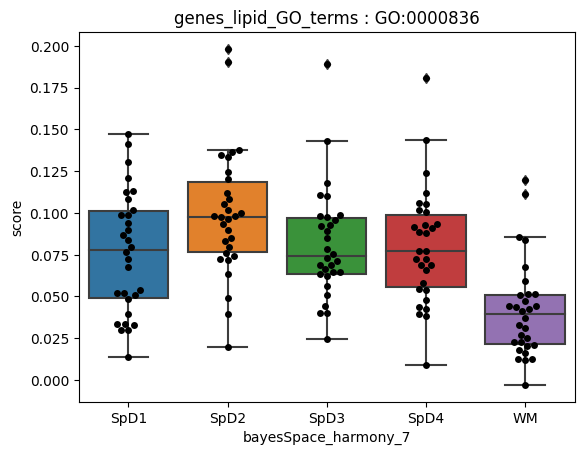 genes_lipid_GO_terms : GO:0000836
0.200
0.175
0.150
0.125
0.100
0.075
0.050
0.025
0.000
score
SpD1 SpD2 SpD3 SpD4 WM
bayesSpace_harmony_7